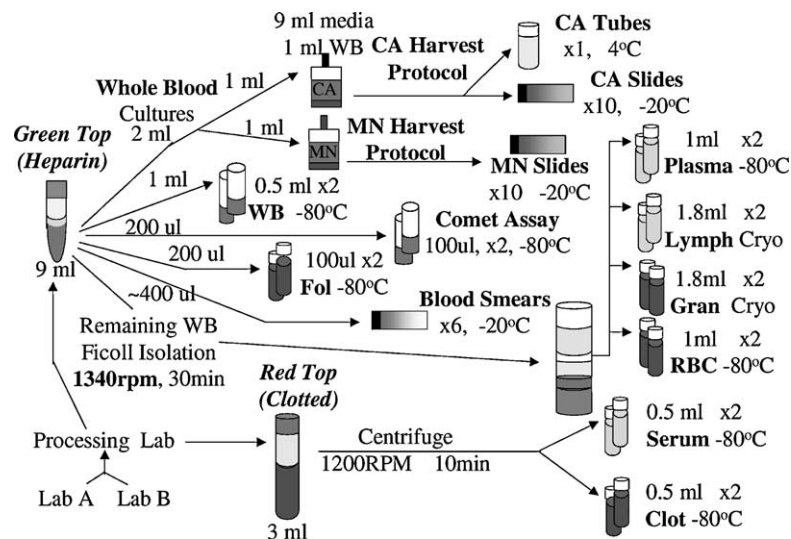 9 ml media
1 ml WB
CA Harvest
Protocol
CA Tubes
x1, 4°C
1 ml
Whole Blood
Cultures
2 ml
CA
CA Slides
x10, -20°C
Green Top
(Heparin)
1 ml
MN
MN Harvest
Protocol
MN Slides
x10 -20°C
1ml x2
Plasma -80°C
1 ml
0.5 ml x2
WB -80°C
200 ul
Comet Assay
100ul, x2, -80°C
1.8ml x2
Lymph Cryo
9 ml
200 ul
100ul x2
Fol -80°C
1.8ml x2
Gran Cryo
~400 ul
Blood Smears
x6, -20°C
Remaining WB
Ficoll Isolation
1340rpm, 30min
1ml x2
RBC -80°C
Red Top
(Clotted)
Processing Lab
Centrifuge
1200RPM 10min
0.5 ml x2
Serum -80°C
Lab A Lab B
3 ml
0.5 ml x2
Clot -80°C